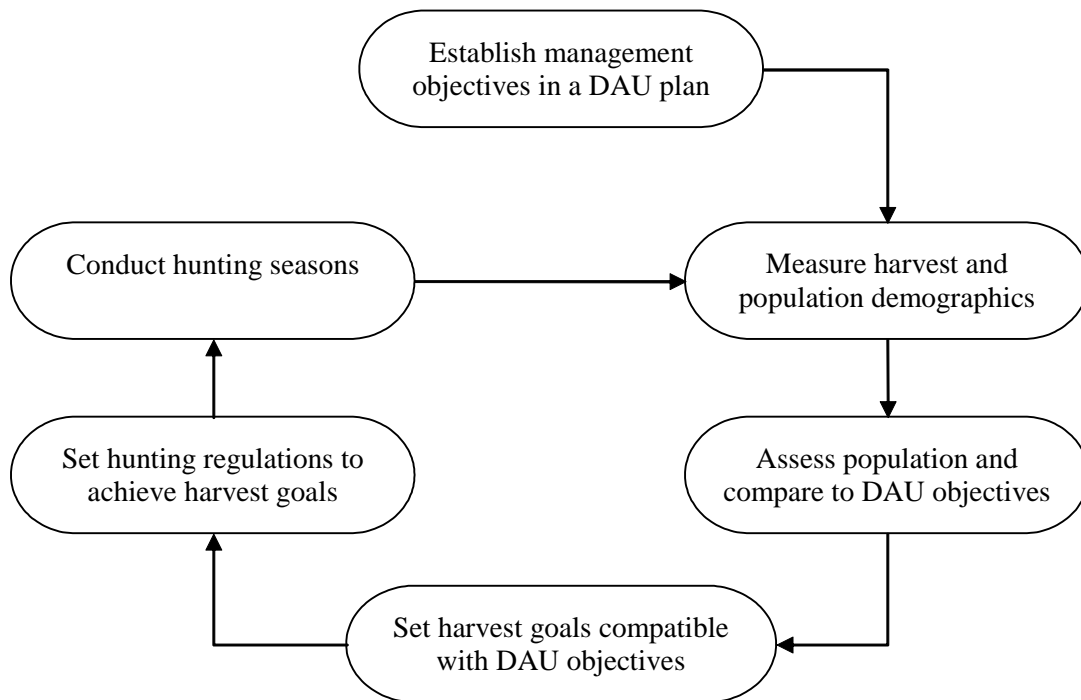 Establish management
objectives in a DAU plan
Conduct hunting seasons
Measure harvest and
population demographics
Set hunting regulations to
achieve harvest goals
Assess population and
compare to DAU objectives
Set harvest goals compatible
with DAU objectives